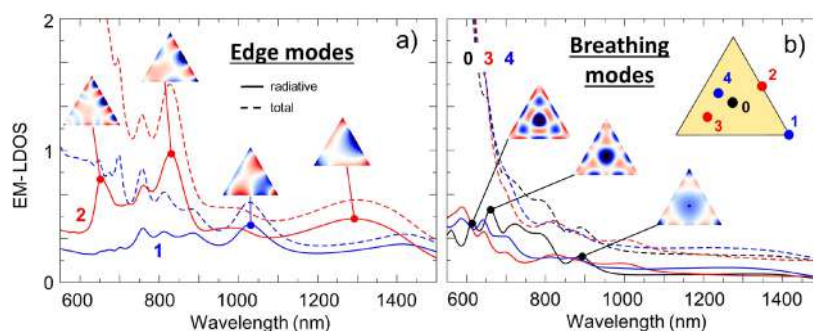 2
1
0
EM-LDOS
600
800
1000
1200
1400
Wavelength (nm)
Edge modes
radiative
total
a)
2
1
600
800
1000
1200
1400
Wavelength (nm)
0 3 4
Breathing
modes
b)
4
2
0
3
1